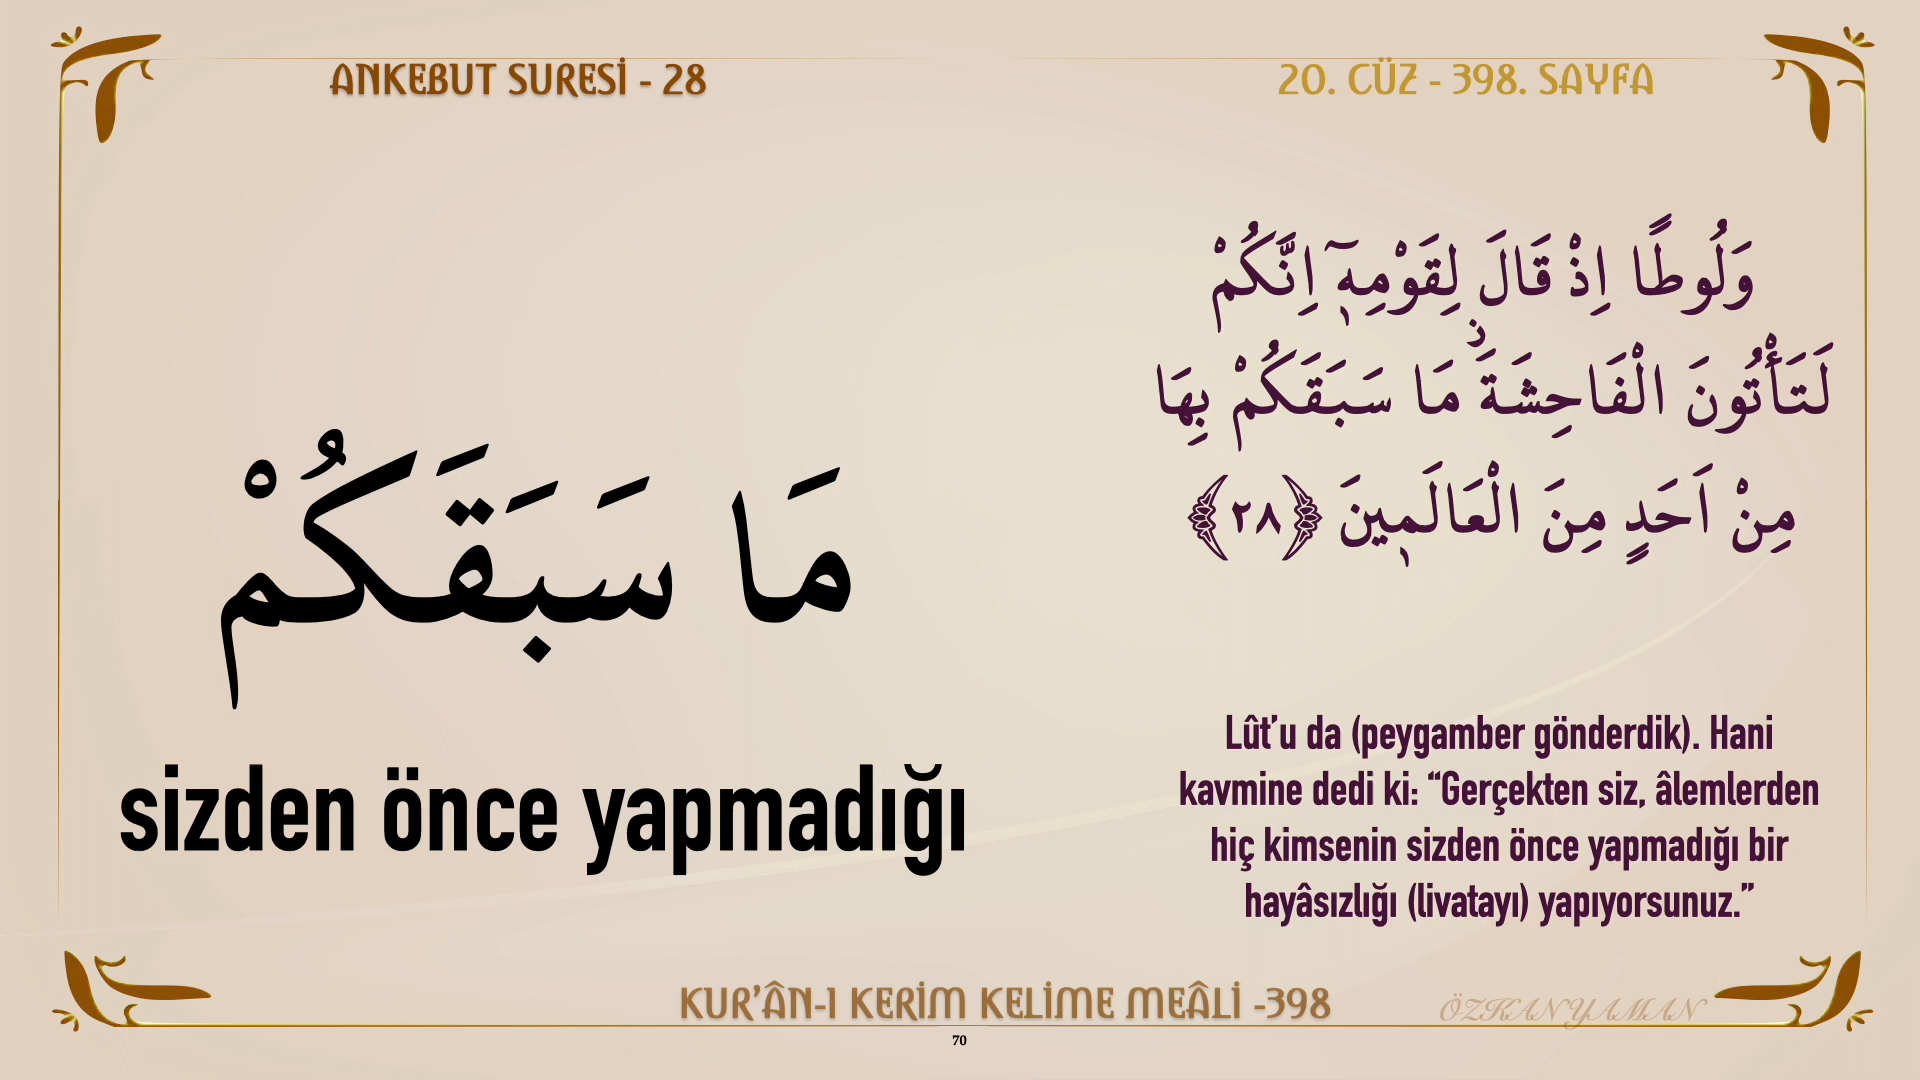 ANKEBUT SURESİ - 28
20. CÜZ - 398. SAYFA
وَلُوطًا اِذْ قَالَ لِقَوْمِهٖٓ اِنَّكُمْ
لَتَأْتُونَ الْفَاحِشَةَۘ مَا سَبَقَكُمْ بِهَا
مِنْ اَحَدٍ مِنَ الْعَالَمٖينَ ﴿٢٨﴾
مَا سَبَقَكُمْ
sizden önce yapmadığı
Lût’u da (peygamber gönderdik). Hani
kavmine dedi ki: “Gerçekten siz, âlemlerden
hiç kimsenin sizden önce yapmadığı bir
hayâsızlığı (livatayı) yapıyorsunuz.”
KUR’ÂN-I KERİM KELİME MEÂLİ -398
ÖZKAN YAMAN
70